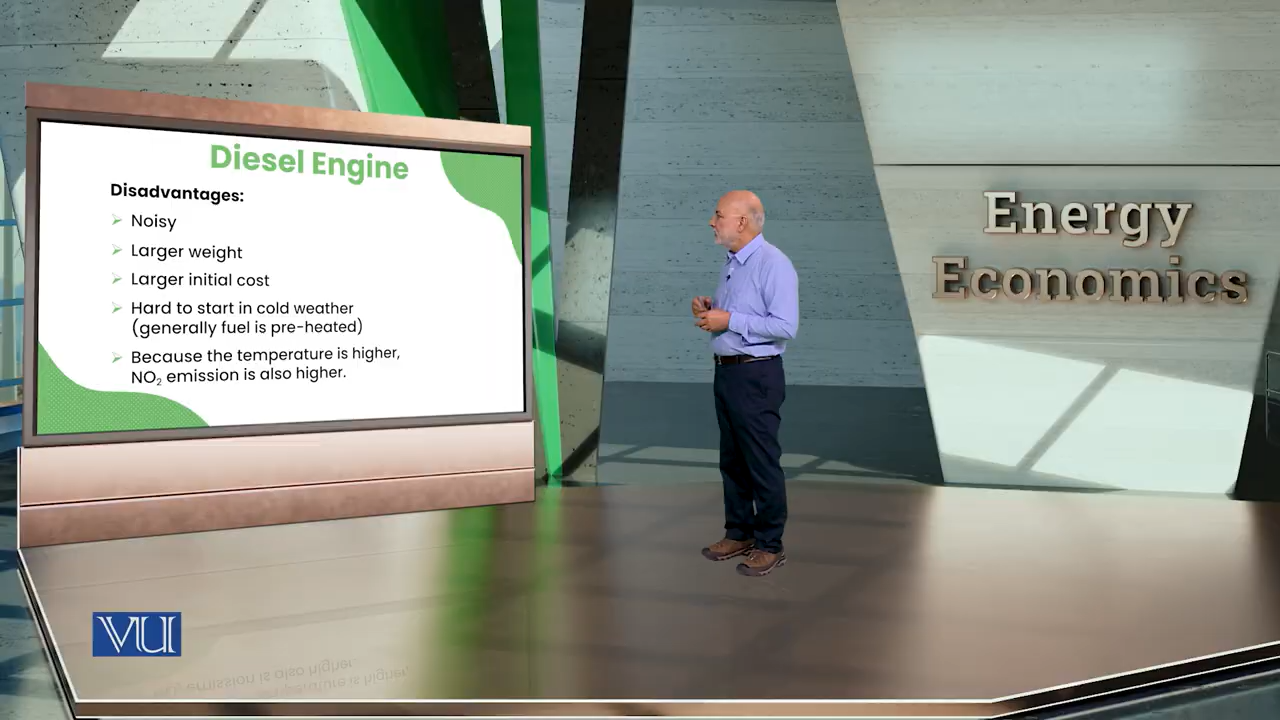 Diesel Engine
Disadvantages:
Noisy
Larger weight
Larger initial cost
Hard to start in cold weather
(generally fuel is pre-heated)
Because the temperature is higher,
NO₂ emission is also higher.
Energy
Economics
VU